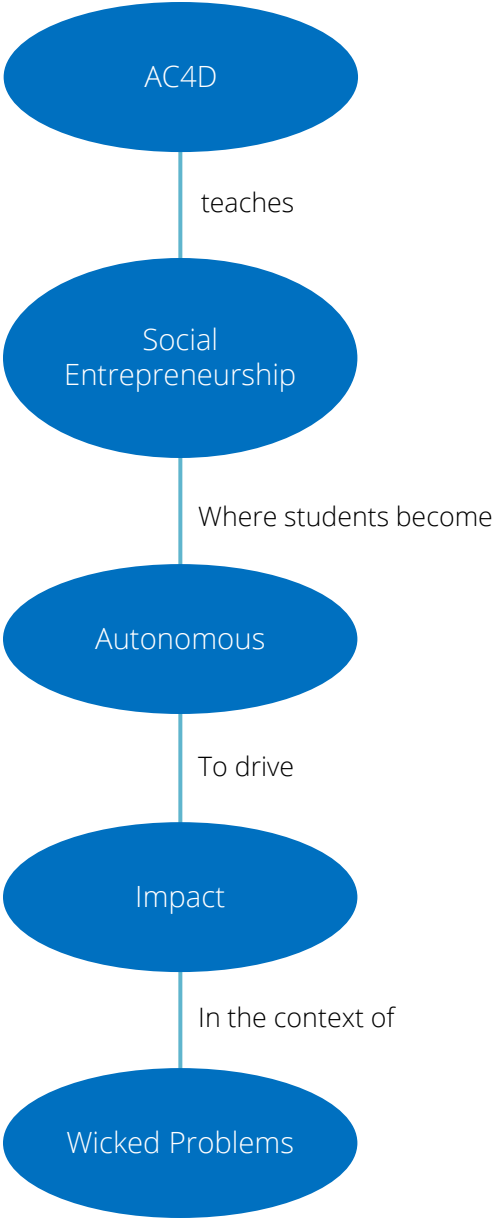 AC4D
teaches
Social
Entrepreneurship
Where students become
Autonomous
To drive
Impact
In the context of
Wicked Problems